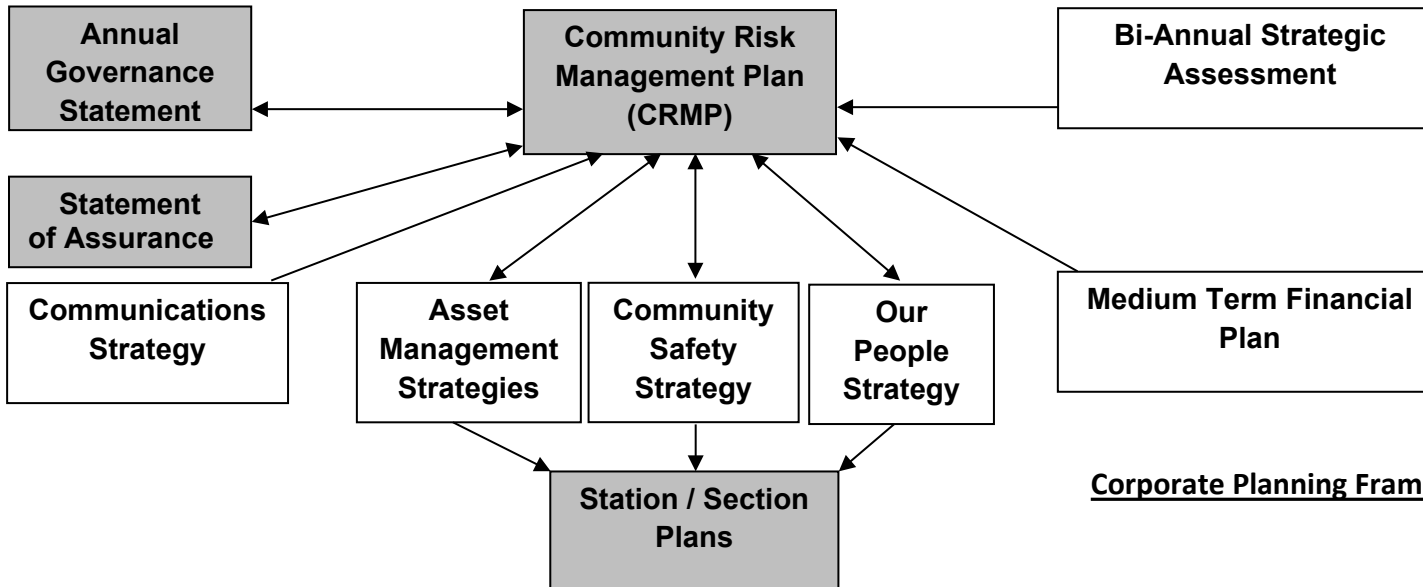 Annual
Governance
Statement
Community Risk
Management Plan
(CRMP)
Bi-Annual Strategic
Assessment
Statement
of Assurance
Communications
Strategy
Asset
Management
Strategies
Community
Safety
Strategy
Our
People
Strategy
Medium Term Financial
Plan
Station / Section
Plans
Corporate Planning Fram